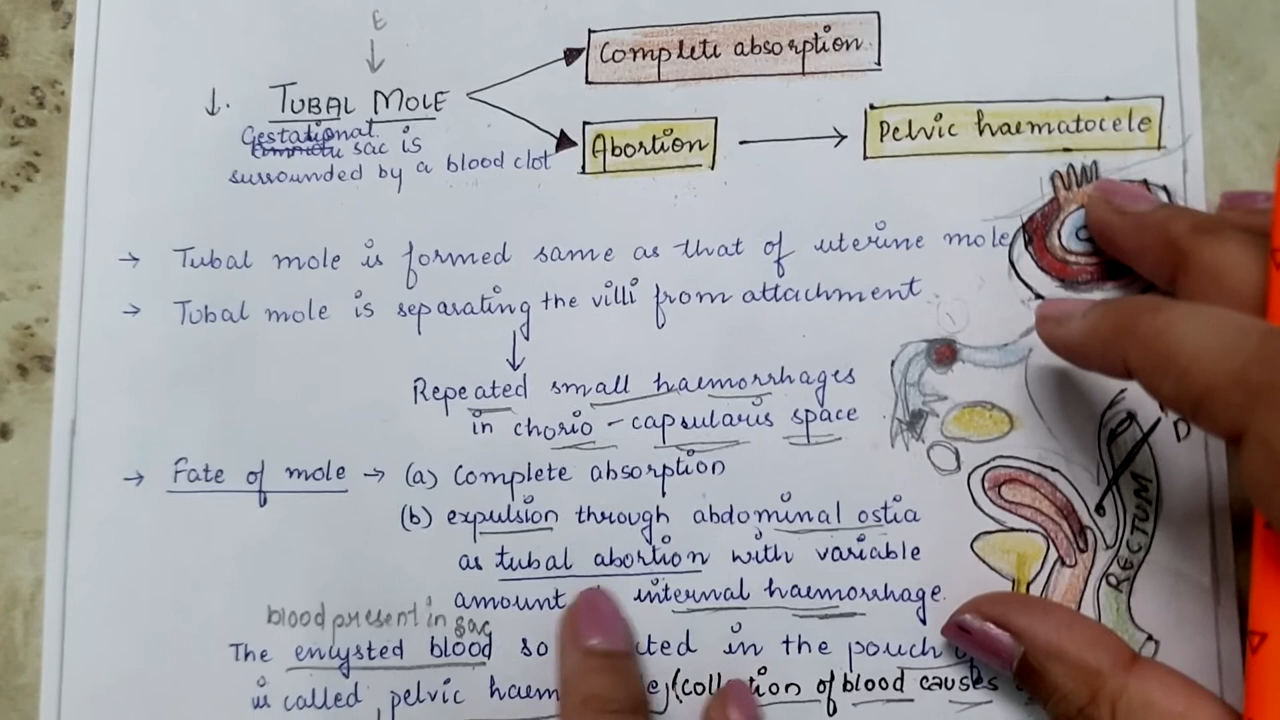 E
Complete absorption
1. TUBAL MOLE
Gestational
sac is
surrounded by a blood clot
Abortion
Pelvic haematocele
→ Tubal mole is formed same as that of uterine mole
→ Tubal mole is separating the villi from attachment
Repeated small haemorrhages
in chorio - capsularis space
→ Fate of mole → (a) complete absorption
(b) expulsion through abdominal ostia
as tubal abortion with variable
amount internal haemorrhage.
blood present in sac
The encysted blood so in the pouch
is called pelvic of blood causes
D
RECTUM